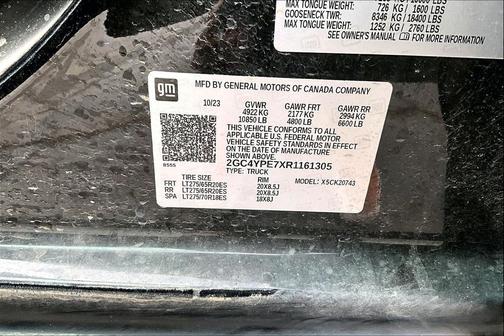 MAX TONGUE WEIGHT: 726 KG / 1600 LBS
GOOSENECK TWR: 8346 KG / 18400 LBS
MAX TONGUE WEIGHT: 1252 KG / 2760 LBS
SEE OWNER'S MANUAL FOR MORE INFORMATION
gm
MFD BY GENERAL MOTORS OF CANADA COMPANY
10/23 GVWR GAWR FRT GAWR RR
4922 KG 2177 KG 2994 KG
10850 LB 4800 LB 6600 LB
THIS VEHICLE CONFORMS TO ALL
APPLICABLE U.S. FEDERAL MOTOR
VEHICLE SAFETY STANDARDS IN EFFECT
ON THE DATE OF MANUFACTURE
SHOWN ABOVE.
8555 2GC4YPE7XR1161305
TYPE: TRUCK
TIRE SIZE RIM MODEL: X5CK20743
FRT LT275/65R20ES 20X8.5J
RR LT275/65R20ES 20X8.5J
SPA LT275/70R18ES 18X8J